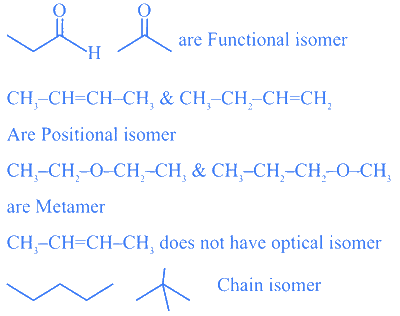 O O
H are Functional isomer
CH₃–CH=CH–CH₃ & CH₃–CH₂–CH=CH₂
Are Positional isomer
CH₃–CH₂–O–CH₂–CH₃ & CH₃–CH₂–CH₂–O–CH₃
are Metamer
CH₃–CH=CH–CH₃ does not have optical isomer
Chain isomer